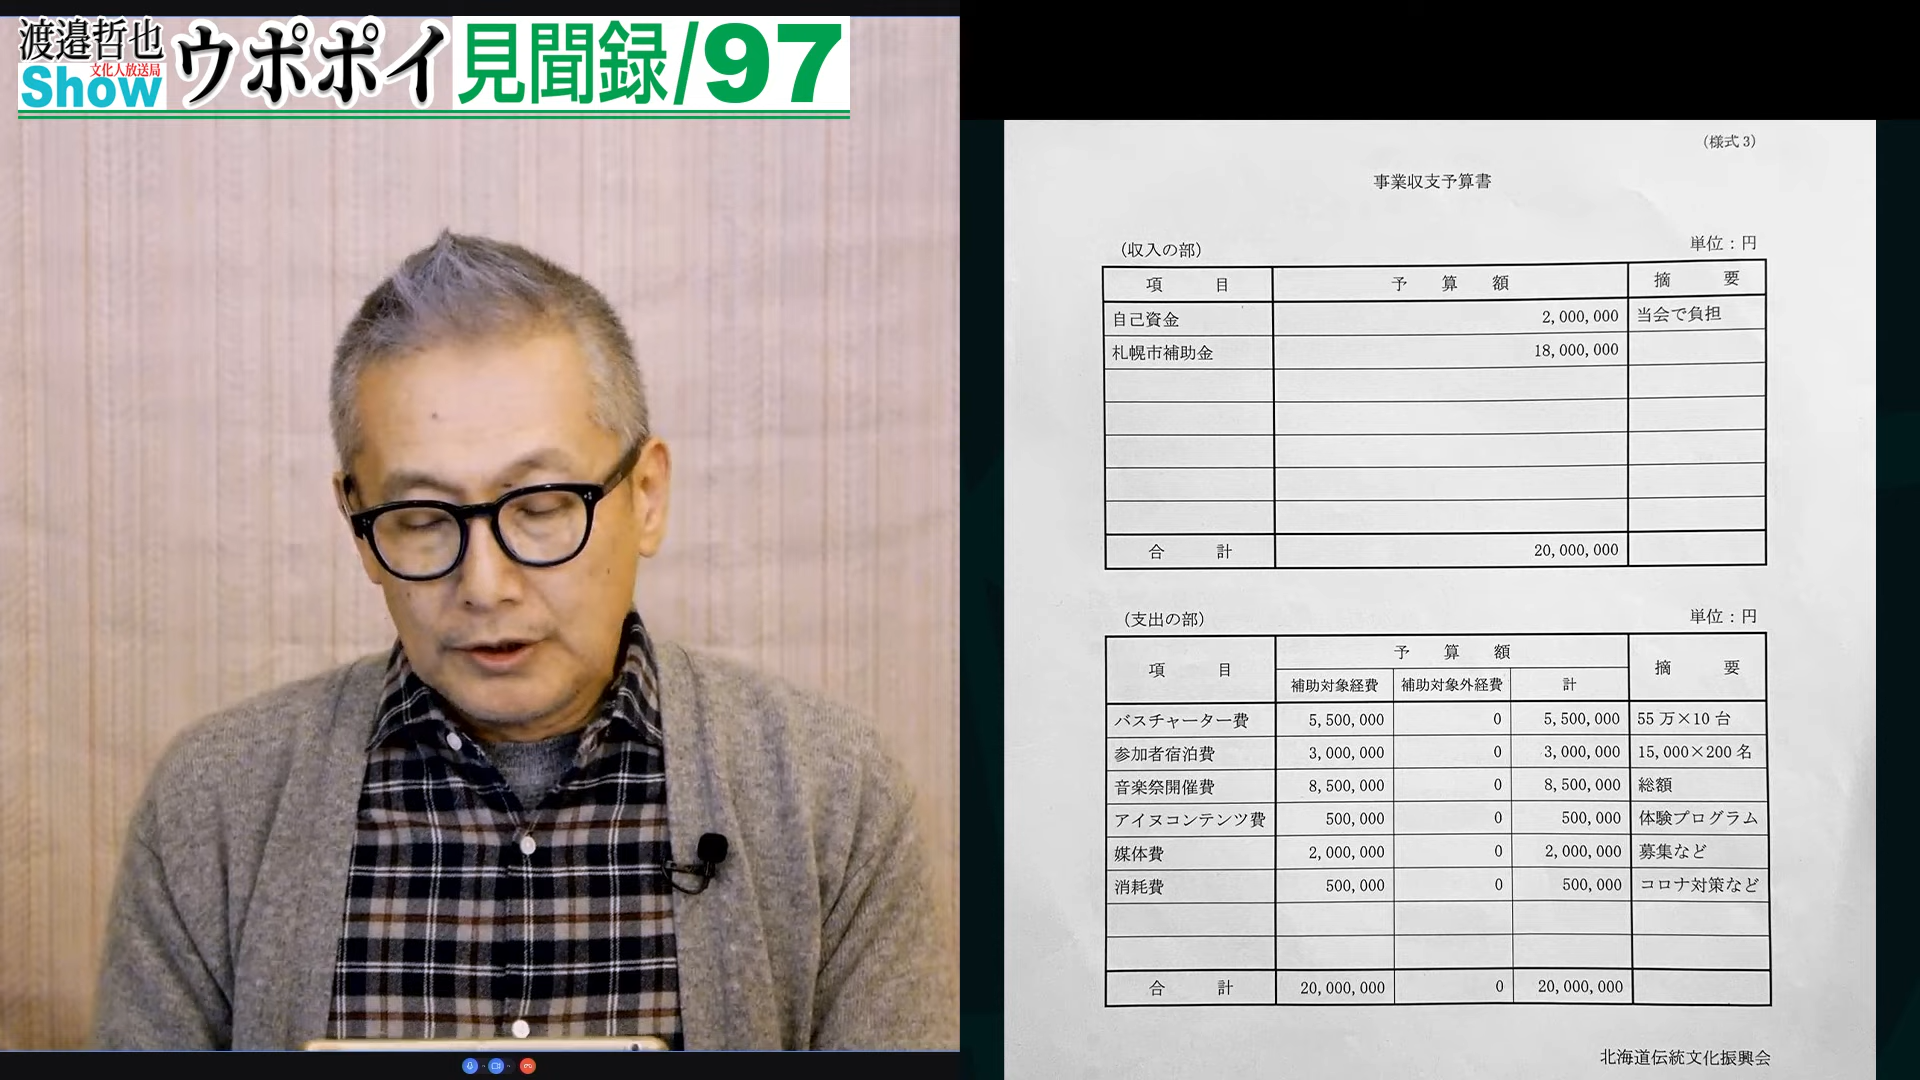 渡邉哲也
Show
文化人放送局
ウポポイ見聞録/97
（様式 3）
事業収支予算書
（収入の部）
単位：円
項 目 予 算 額 摘 要
自己資金 2,000,000 当会で負担
札幌市補助金 18,000,000
合 計 20,000,000
（支出の部）
単位：円
項 目 予 算 額 摘 要
補助対象経費 補助対象外経費 計
バスチャーター費 5,500,000 0 5,500,000 55 万×10 台
参加者宿泊費 3,000,000 0 3,000,000 15,000×200 名
音楽祭開催費 8,500,000 0 8,500,000 総額
アイヌコンテンツ費 500,000 0 500,000 体験プログラム
媒体費 2,000,000 0 2,000,000 募集など
消耗費 500,000 0 500,000 コロナ対策など
合 計 20,000,000 0 20,000,000
北海道伝統文化振興会